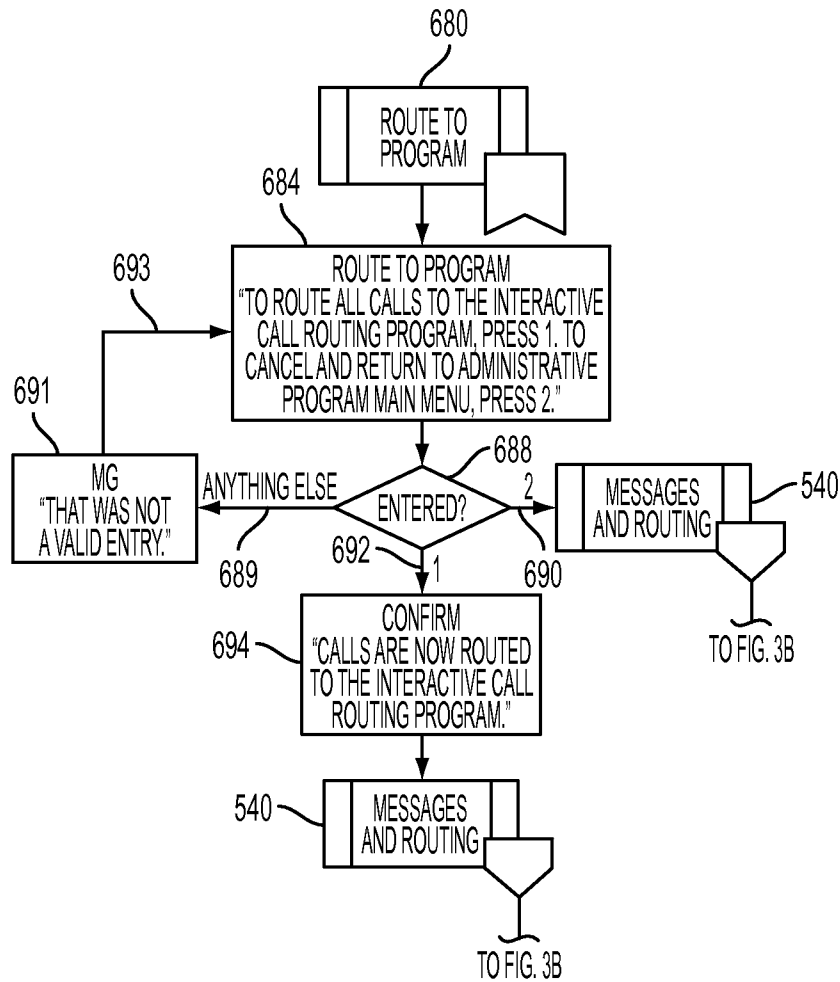 680
ROUTE TO
PROGRAM
684
ROUTE TO PROGRAM
“TO ROUTE ALL CALLS TO THE INTERACTIVE
CALL ROUTING PROGRAM, PRESS 1. TO
CANCEL AND RETURN TO ADMINISTRATIVE
PROGRAM MAIN MENU, PRESS 2.”
693
691
MG
“THAT WAS NOT
A VALID ENTRY.”
ANYTHING ELSE
689
688
ENTERED?
2
690
MESSAGES
AND ROUTING
540
TO FIG. 3B
692
1
694
CONFIRM
“CALLS ARE NOW ROUTED
TO THE INTERACTIVE CALL
ROUTING PROGRAM.”
540
MESSAGES
AND ROUTING
TO FIG. 3B